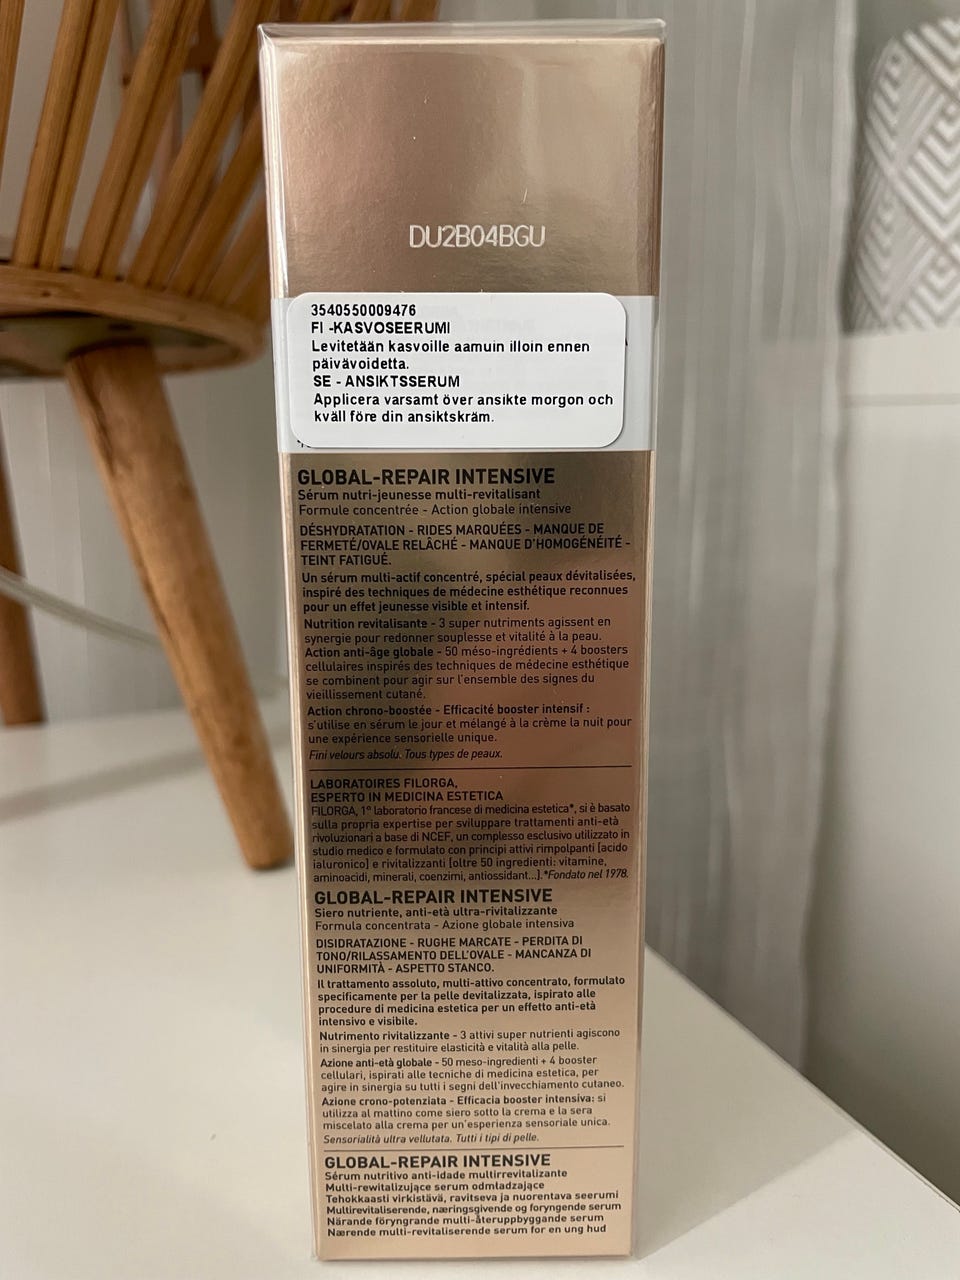 DU2B04BGU
3540550009476
FI -KASVOSEERUMI
Levitetään kasvoille aamuin illoin ennen
päivävoidetta.
SE - ANSIKTSSERUM
Applicera varsamt över ansikte morgon och
kväll före din ansiktskräm.
GLOBAL-REPAIR INTENSIVE
Sérum nutri-jeunesse multi-revitalisant
Formule concentrée - Action globale intensive
DÉSHYDRATATION - RIDES MARQUÉES - MANQUE DE
FERMETÉ/OVALE RELÂCHÉ - MANQUE D'HOMOGÉNÉITÉ -
TEINT FATIGUÉ.
Un sérum multi-actif concentré, spécial peaux dévitalisées,
inspiré des techniques de médecine esthétique reconnues
pour un effet jeunesse visible et intensif.
Nutrition revitalisante - 3 super nutriments agissent en
synergie pour redonner souplesse et vitalité à la peau.
Action anti-âge globale - 50 méso-ingrédients + 4 boosters
cellulaires inspirés des techniques de médecine esthétique
se combinent pour agir sur l'ensemble des signes du
vieillissement cutané.
Action chrono-boostée - Efficacité booster intensif :
s'utilise en sérum le jour et mélangé à la crème la nuit pour
une expérience sensorielle unique.
Fini velours absolu. Tous types de peaux.
LABORATOIRES FILORGA,
ESPERTO IN MEDICINA ESTETICA
FILORGA, 1° laboratorio francese di medicina estetica*, si è basato
sulla propria expertise per sviluppare trattamenti anti-età
rivoluzionari a base di NCEF, un complesso esclusivo utilizzato in
studio medico e formulato con principi attivi rimpolpanti [acido
ialuronico] e rivitalizzanti [oltre 50 ingredienti: vitamine,
aminoacidi, minerali, coenzimi, antiossidant...].*Fondato nel 1978.
GLOBAL-REPAIR INTENSIVE
Siero nutriente, anti-età ultra-rivitalizzante
Formula concentrata - Azione globale intensiva
DISIDRATAZIONE - RUGHE MARCATE - PERDITA DI
TONO/RILASSAMENTO DELL'OVALE - MANCANZA DI
UNIFORMITÀ - ASPETTO STANCO.
Il trattamento assoluto, multi-attivo concentrato, formulato
specificamente per la pelle devitalizzata, ispirato alle
procedure di medicina estetica per un effetto anti-età
intensivo e visibile.
Nutrimento rivitalizzante - 3 attivi super nutrienti agiscono
in sinergia per restituire elasticità e vitalità alla pelle.
Azione anti-età globale - 50 meso-ingredienti + 4 booster
cellulari, ispirati alle tecniche di medicina estetica, per
agire in sinergia su tutti i segni dell'invecchiamento cutaneo.
Azione crono-potenziata - Efficacia booster intensiva: si
utilizza al mattino come siero sotto la crema e la sera
miscelato alla crema per un'esperienza sensoriale unica.
Sensorialità ultra vellutata. Tutti i tipi di pelle.
GLOBAL-REPAIR INTENSIVE
Sérum nutritivo anti-idade multirrevitalizante
Multi-rewitalizujące serum odmładzające
Tehokkaasti virkistävä, ravitseva ja nuorentava seerumi
Multirevitaliserende, næringsgivende og foryngende serum
Närande föryngrande multi-återuppbyggande serum
Nærende multi-revitaliserende serum for en ung hud